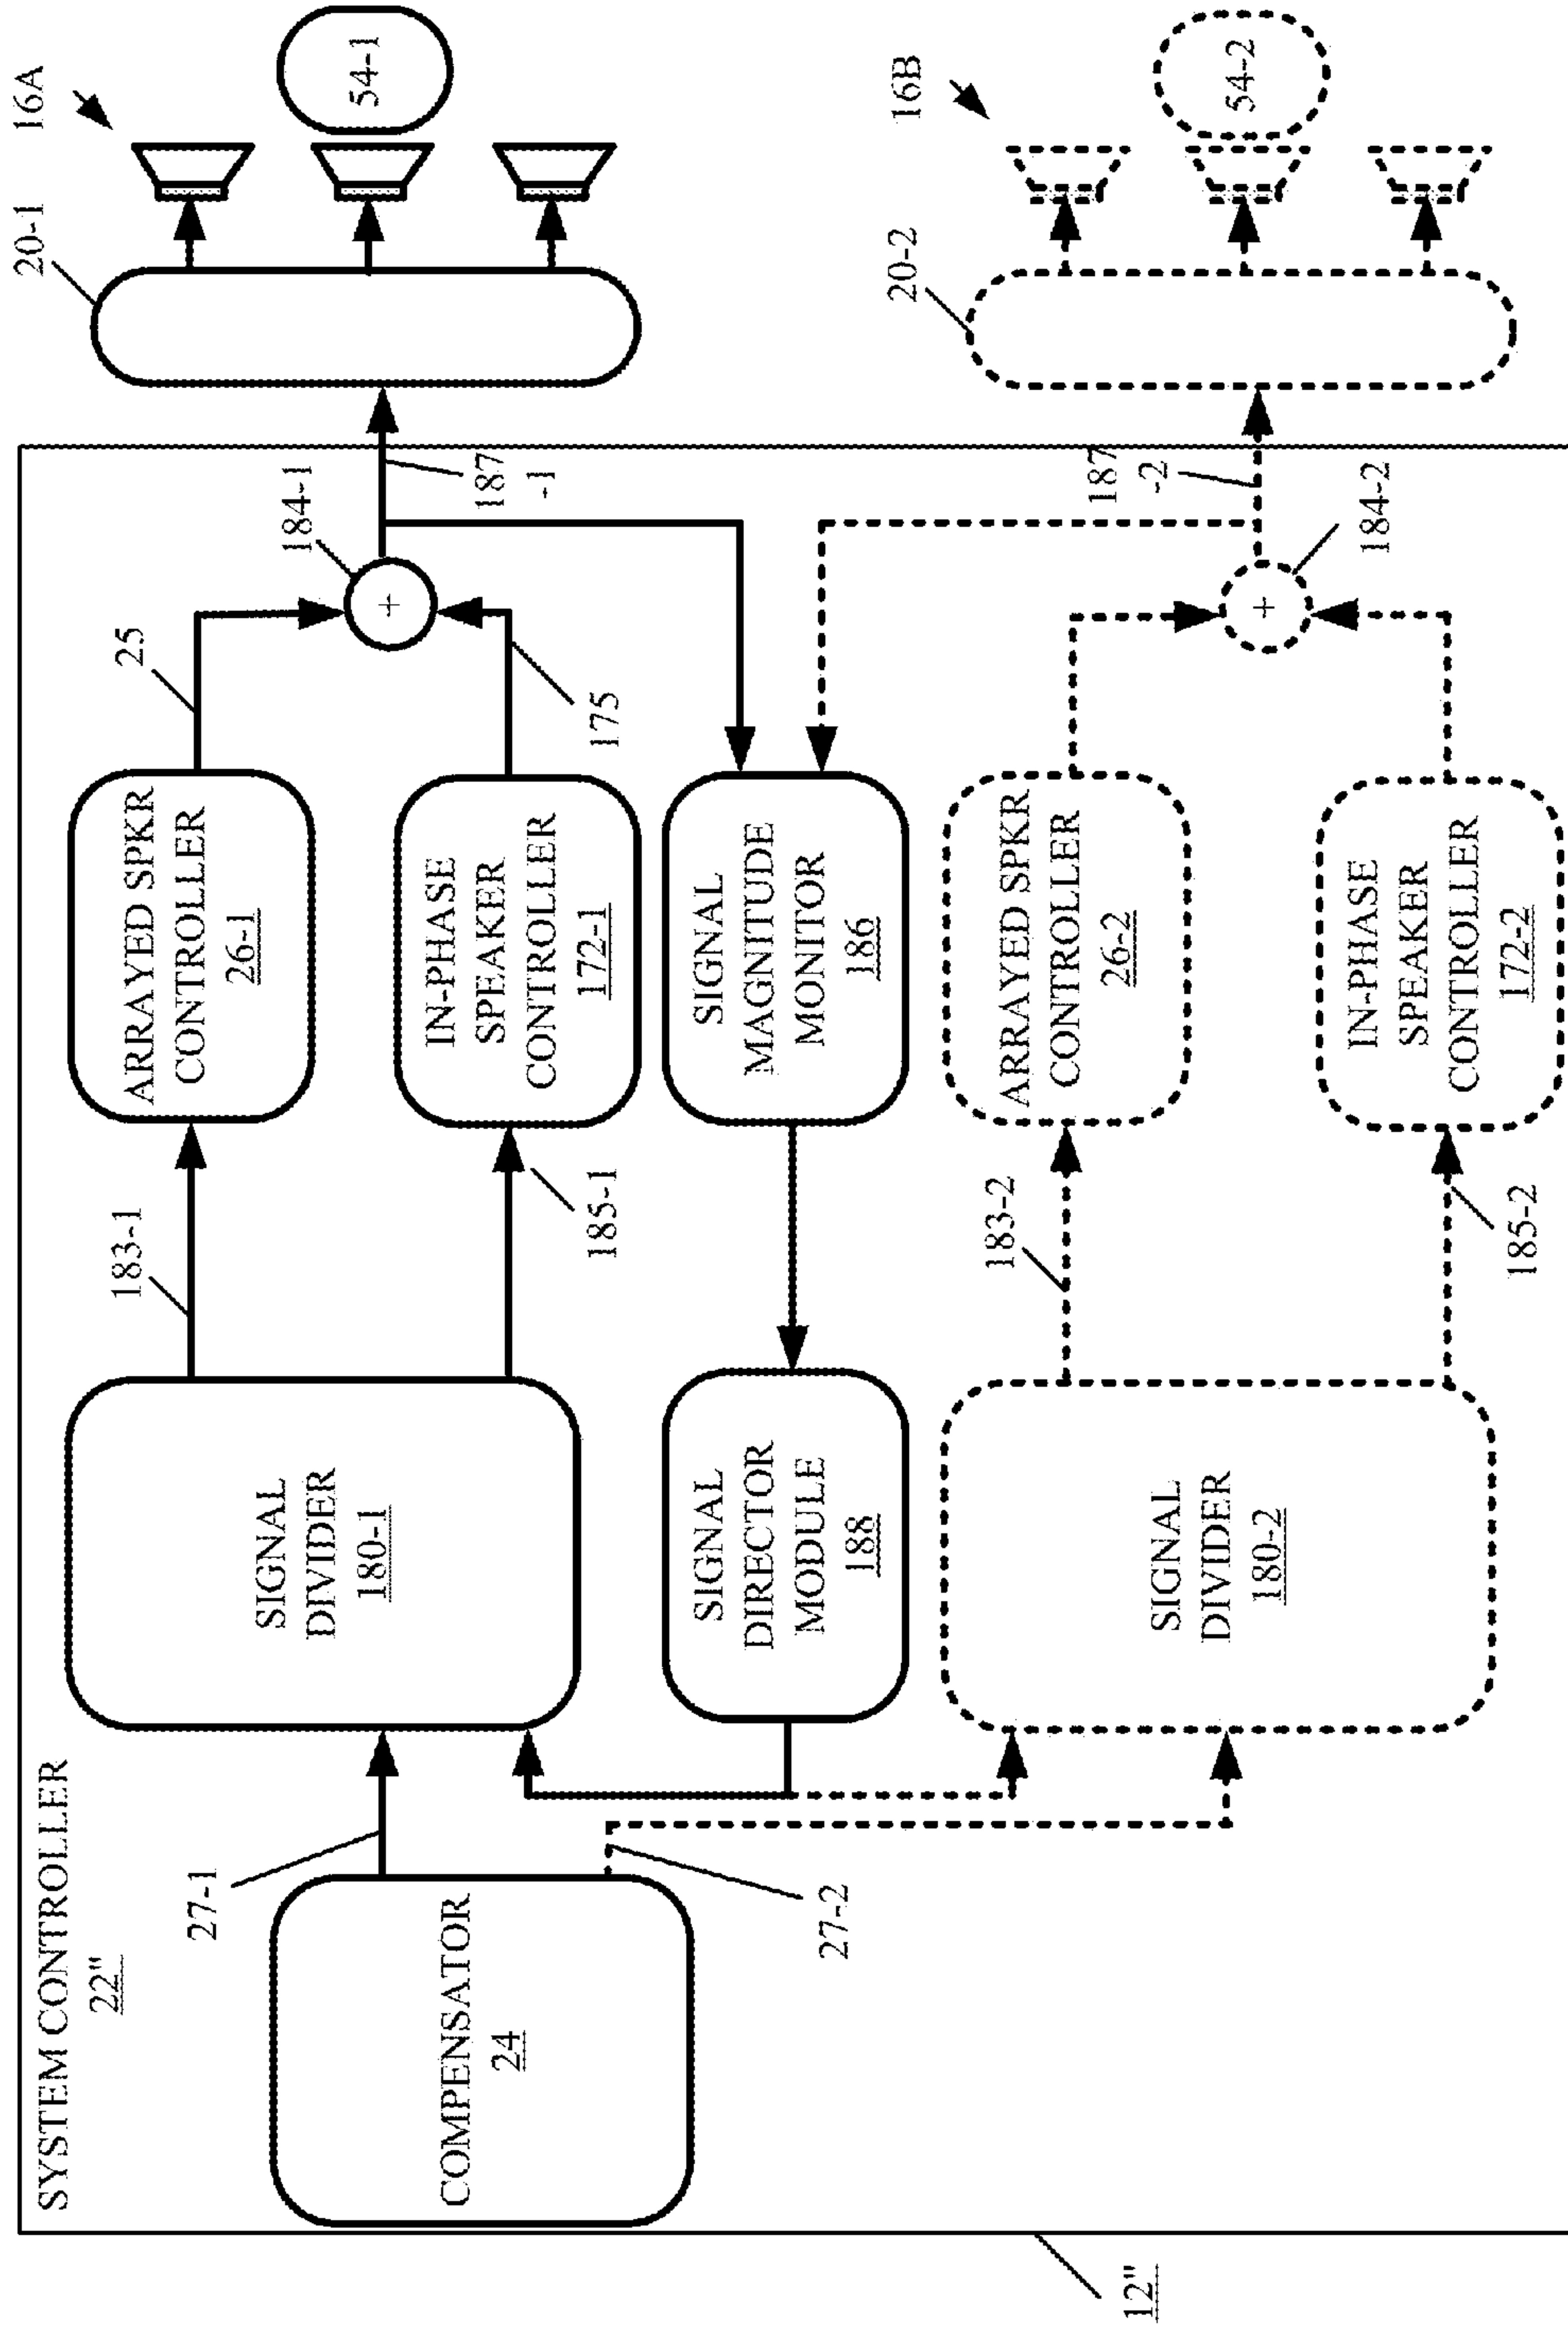 SYSTEM CONTROLLER
22"
COMPENSATOR
24
27-1
27-2
SIGNAL
DIVIDER
180-1
183-1
185-1
ARRAYED SPKR
CONTROLLER
26-1
IN-PHASE
SPEAKER
CONTROLLER
172-1
25
175
184-1
+
187
-1
20-1
16A
54-1
SIGNAL
DIRECTOR
MODULE
188
SIGNAL
MAGNITUDE
MONITOR
186
SIGNAL
DIVIDER
180-2
183-2
185-2
ARRAYED SPKR
CONTROLLER
26-2
IN-PHASE
SPEAKER
CONTROLLER
172-2
184-2
+
187
-2
20-2
16B
54-2
12"